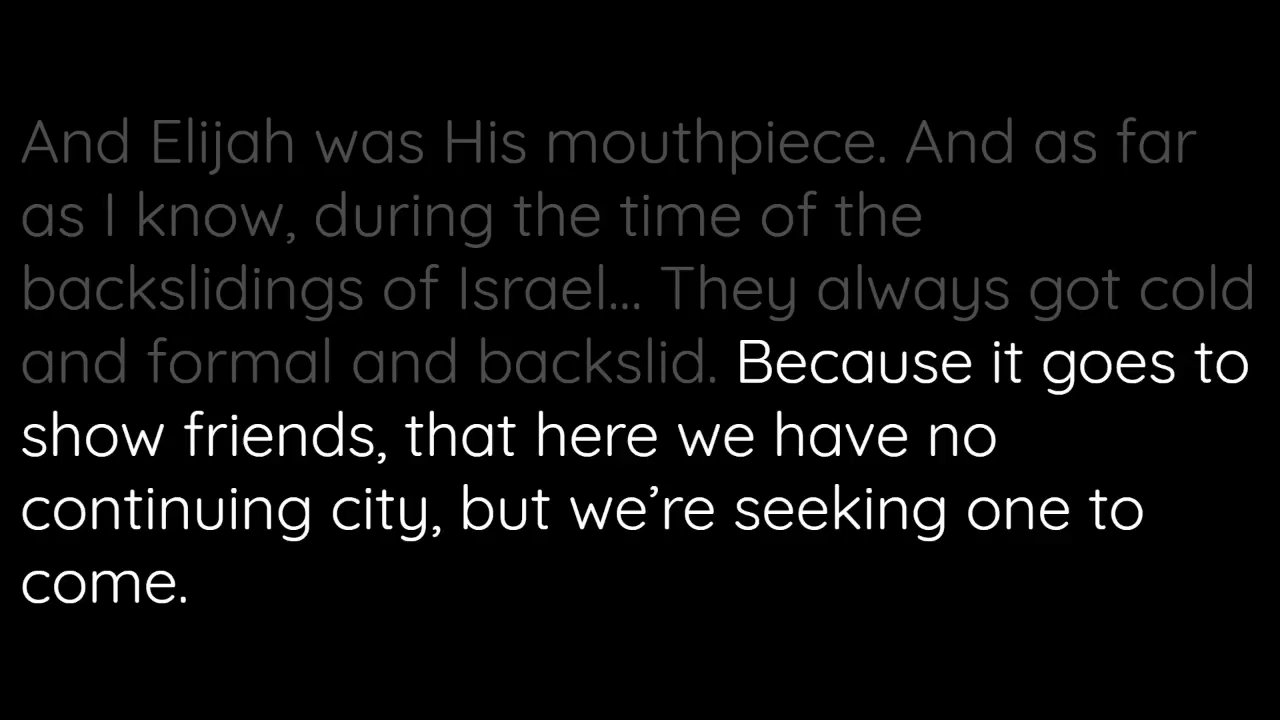 And Elijah was His mouthpiece. And as far
as I know, during the time of the
backslidings of Israel... They always got cold
and formal and backslid. Because it goes to
show friends, that here we have no
continuing city, but we’re seeking one to
come.